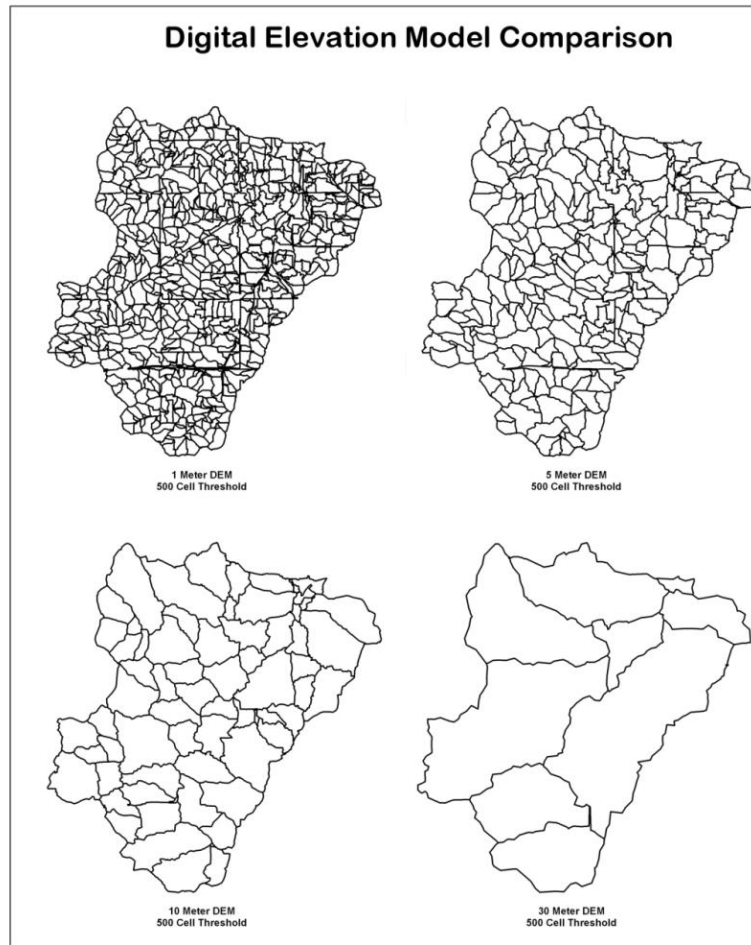 Digital Elevation Model Comparison
1 Meter DEM
500 Cell Threshold
5 Meter DEM
500 Cell Threshold
10 Meter DEM
500 Cell Threshold
30 Meter DEM
500 Cell Threshold